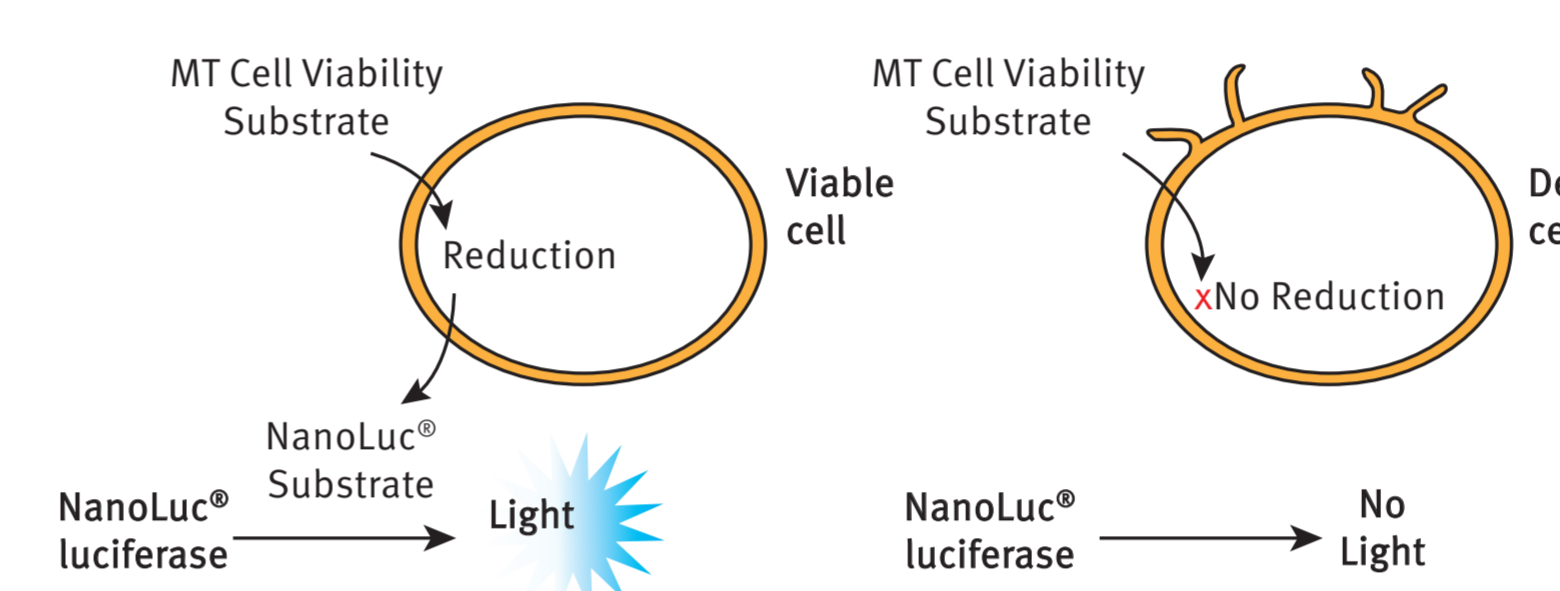 MT Cell Viability
Substrate
Reduction
Viable
cell
NanoLuc®
Substrate
NanoLuc®
luciferase
Light
MT Cell Viability
Substrate
xNo Reduction
NanoLuc®
luciferase
No
Light